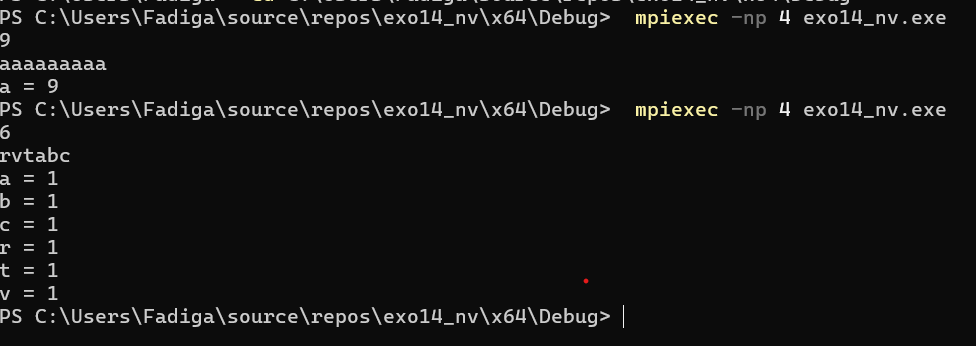 PS C:\Users\Fadiga\source\repos\exo14_nv\x64\Debug>  mpiexec -np 4 exo14_nv.exe
9
aaaaaaaaa
a = 9
PS C:\Users\Fadiga\source\repos\exo14_nv\x64\Debug>  mpiexec -np 4 exo14_nv.exe
6
rvtabc
a = 1
b = 1
c = 1
r = 1
t = 1
v = 1
PS C:\Users\Fadiga\source\repos\exo14_nv\x64\Debug>